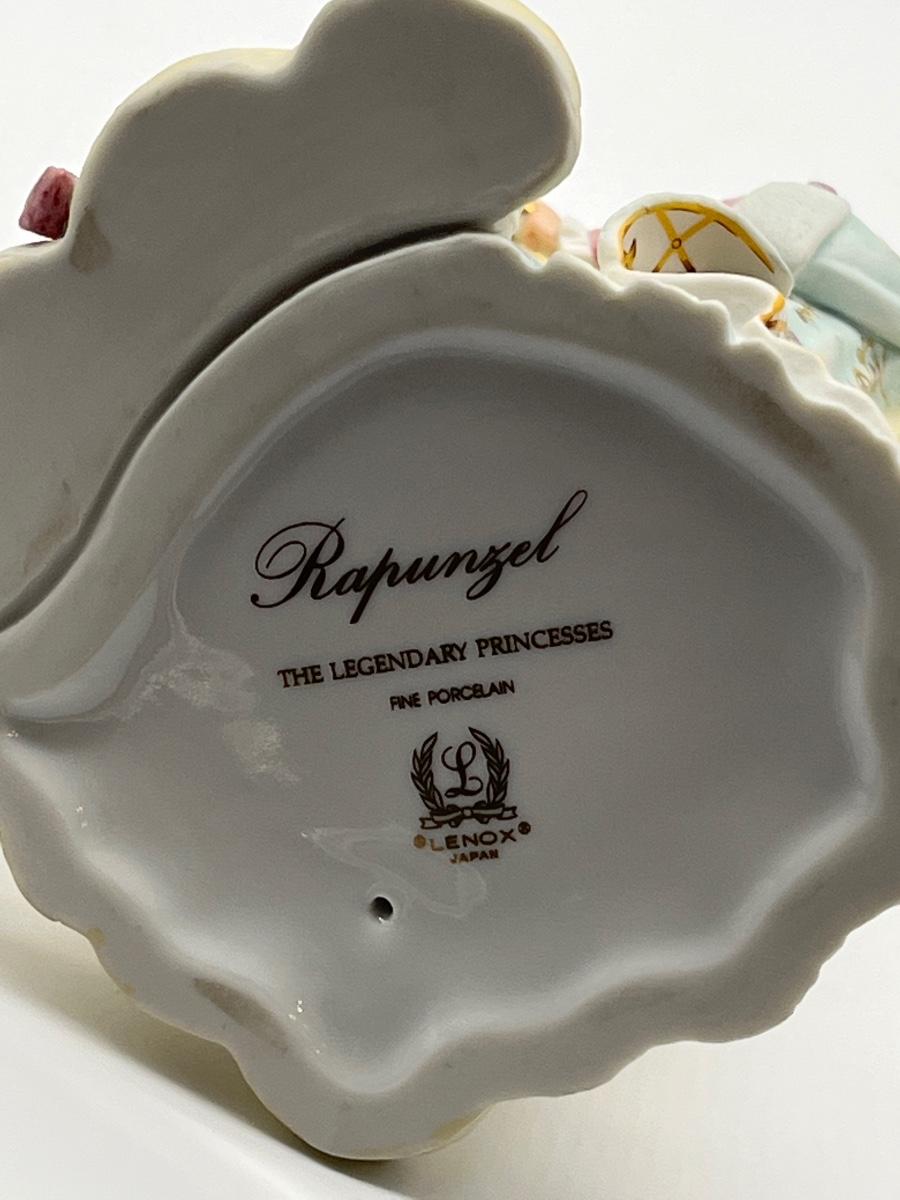 Rapunzel
THE LEGENDARY PRINCESSES
FINE PORCELAIN
L
®LENOX®
JAPAN